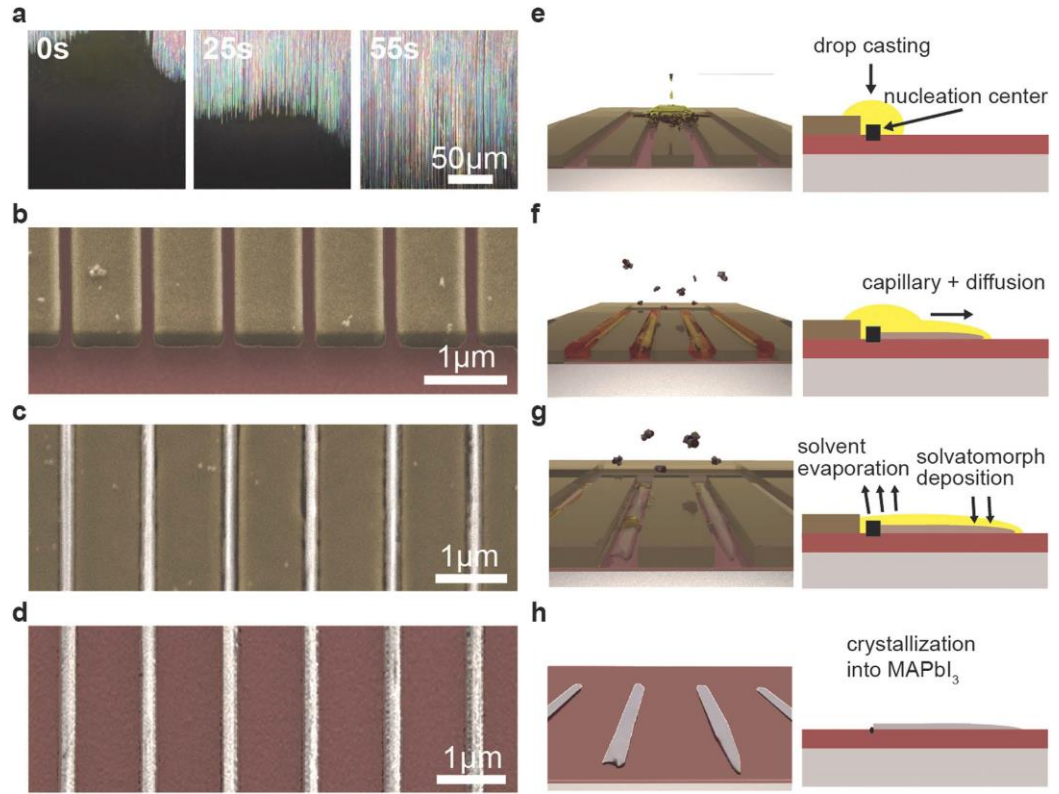 a
0s
25s
55s
50μm
b
1μm
c
1μm
d
1μm
e
drop casting
nucleation center
f
capillary + diffusion
g
solvent
evaporation
solvatomorph
deposition
h
crystallization
into MAPbI₃